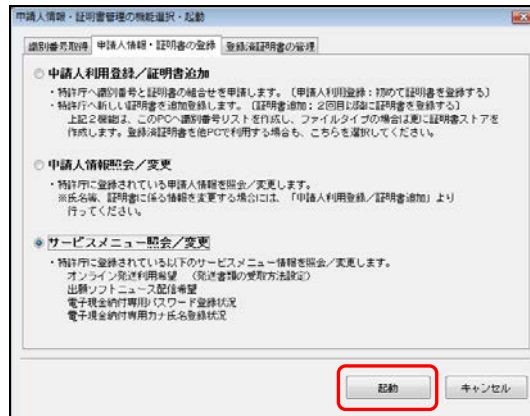 申請人情報・証明書管理の機能選択・起動
識別番号取得 申請人情報・証明書の登録 登録済証明書の管理
申請人利用登録／証明書追加
・特許庁へ識別番号と証明書の組合せを申請します。（申請人利用登録：初めて証明書を登録する）
・特許庁へ新しい証明書を追加登録します。（証明書追加：２回目以降に証明書を登録する）
上記２機能は、このPCへ識別番号リストを作成し、ファイルタイプの場合は更に証明書ストアを
作成します。登録済証明書を他PCで利用する場合も、こちらを選択してください。
申請人情報照会／変更
・特許庁に登録されている申請人情報を照会／変更します。
※氏名等、証明書に係る情報を変更する場合には、「申請人利用登録／証明書追加」より
行ってください。
サービスメニュー照会／変更
・特許庁に登録されている以下のサービスメニュー情報を照会／変更します。
オンライン発送利用希望 （発送書類の受取方法設定）
出願ソフトニュース配信希望
電子現金納付専用パスワード登録状況
電子現金納付専用カナ氏名登録状況
起動 キャンセル